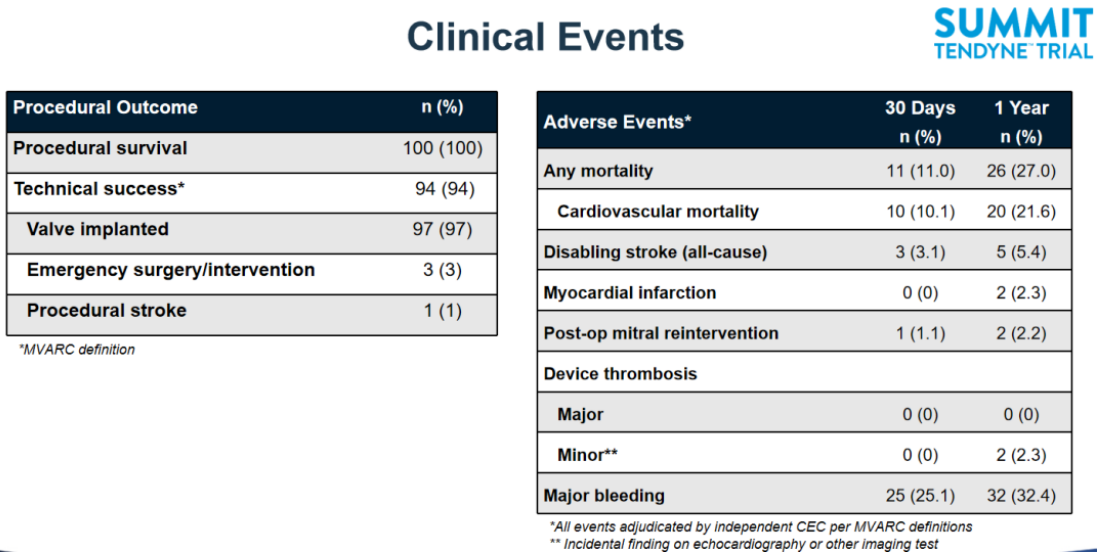 Clinical Events
SUMMIT
TENDYNE™ TRIAL
Procedural Outcome n (%)
Procedural survival 100 (100)
Technical success* 94 (94)
Valve implanted 97 (97)
Emergency surgery/intervention 3 (3)
Procedural stroke 1 (1)
*MVARC definition
Adverse Events* 30 Days n (%) 1 Year n (%)
Any mortality 11 (11.0) 26 (27.0)
Cardiovascular mortality 10 (10.1) 20 (21.6)
Disabling stroke (all-cause) 3 (3.1) 5 (5.4)
Myocardial infarction 0 (0) 2 (2.3)
Post-op mitral reintervention 1 (1.1) 2 (2.2)
Device thrombosis
Major 0 (0) 0 (0)
Minor** 0 (0) 2 (2.3)
Major bleeding 25 (25.1) 32 (32.4)
*All events adjudicated by independent CEC per MVARC definitions
** Incidental finding on echocardiography or other imaging test